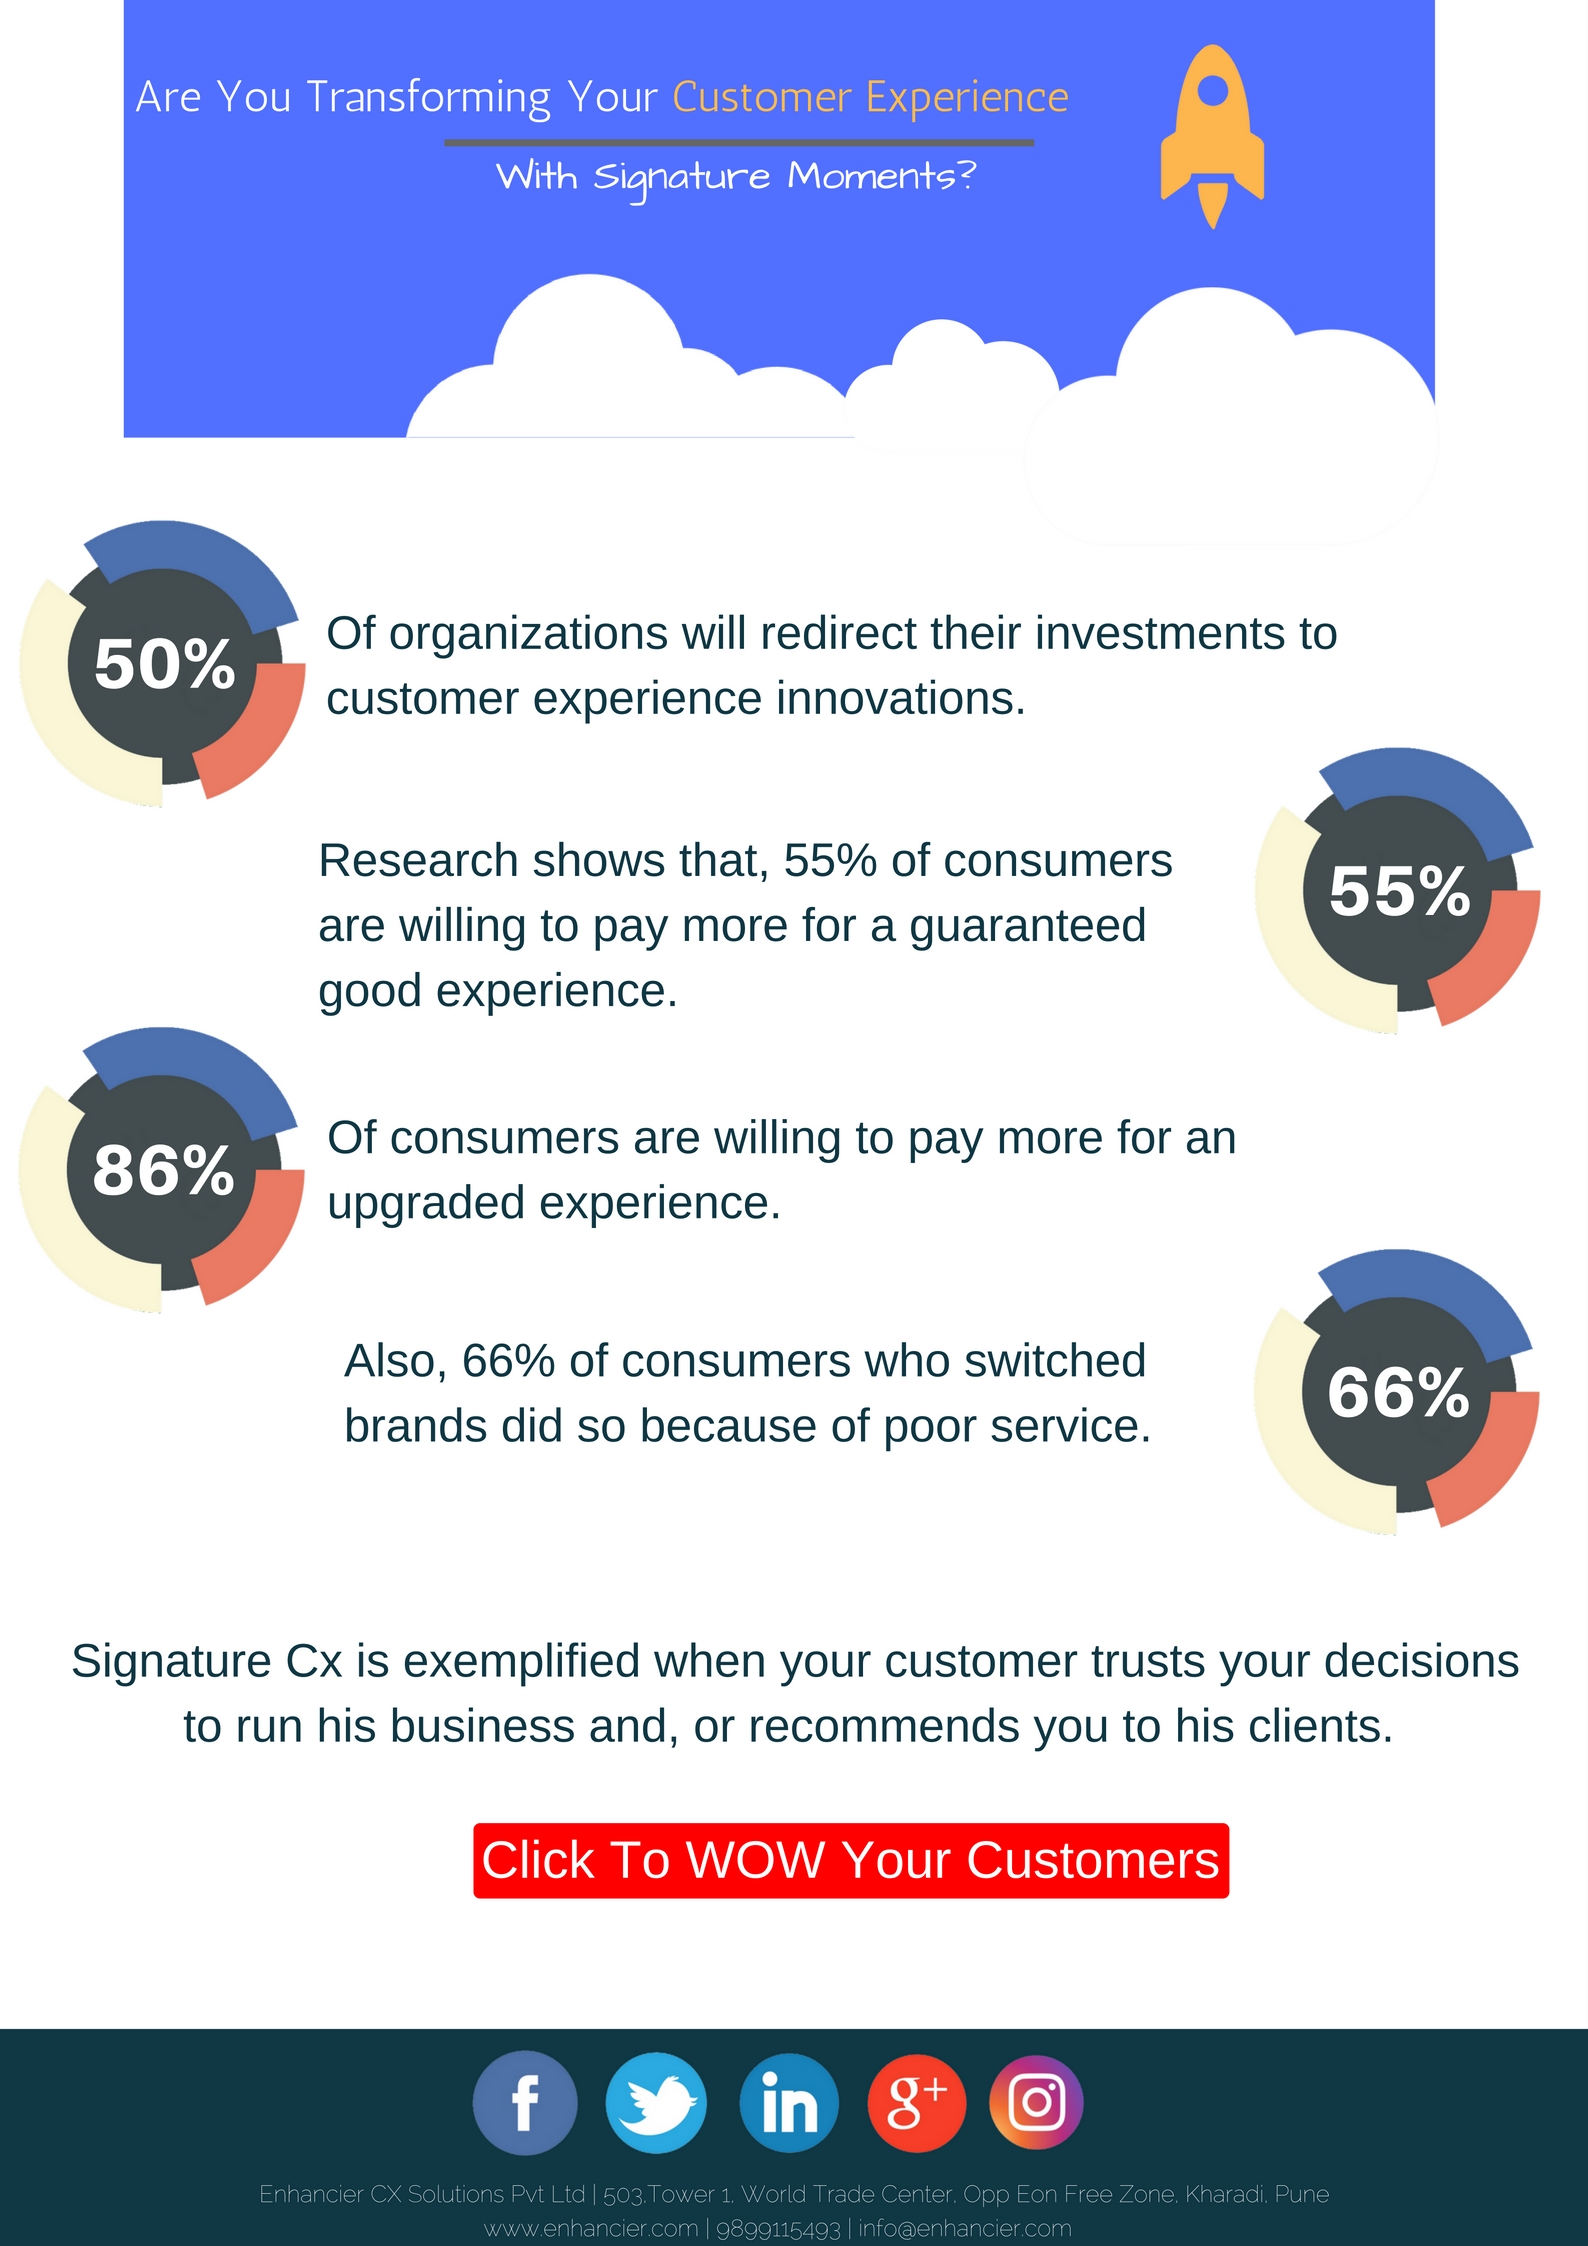 Are You Transforming Your Customer Experience
With Signature Moments?
50%
Of organizations will redirect their investments to
customer experience innovations.
Research shows that, 55% of consumers
are willing to pay more for a guaranteed
good experience.
55%
86%
Of consumers are willing to pay more for an
upgraded experience.
Also, 66% of consumers who switched
brands did so because of poor service.
66%
Signature Cx is exemplified when your customer trusts your decisions
to run his business and, or recommends you to his clients.
Click To WOW Your Customers
f
in
g+
Enhancier CX Solutions Pvt Ltd | 503,Tower 1, World Trade Center, Opp Eon Free Zone, Kharadi, Pune
www.enhancier.com | 9899115493 | info@enhancier.com